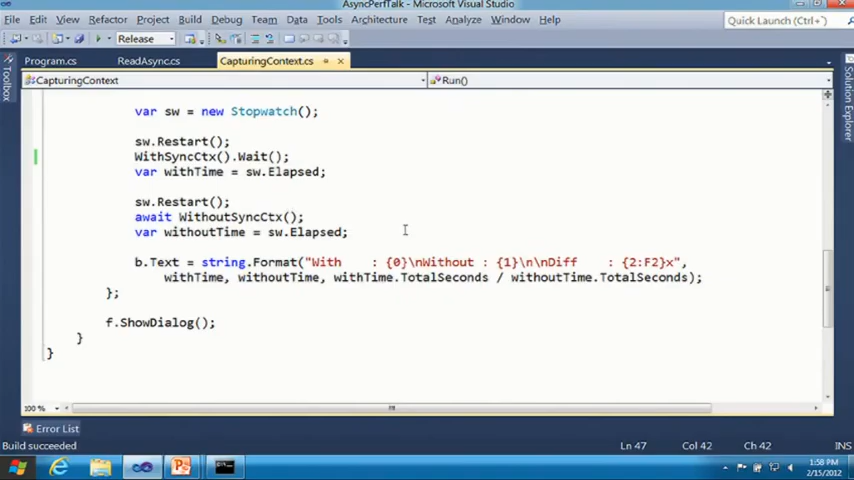 AsyncPerfTalk - Microsoft Visual Studio
File Edit View Refactor Project Build Debug Team Data Tools Architecture Test Analyze Window Help
Quick Launch (Ctrl+Q)
Release
Program.cs ReadAsync.cs CapturingContext.cs
CapturingContext Run()
Toolbox
Solution Explorer
var sw = new Stopwatch();
sw.Restart();
WithSyncCtx().Wait();
var withTime = sw.Elapsed;
sw.Restart();
await WithoutSyncCtx();
var withoutTime = sw.Elapsed;
b.Text = string.Format("With : {0}\nWithout : {1}\n\nDiff : {2:F2}x",
withTime, withoutTime, withTime.TotalSeconds / withoutTime.TotalSeconds);
};
f.ShowDialog();
}
}
100 %
Error List
Build succeeded Ln 47 Col 42 Ch 42
1:58 PM
2/15/2012